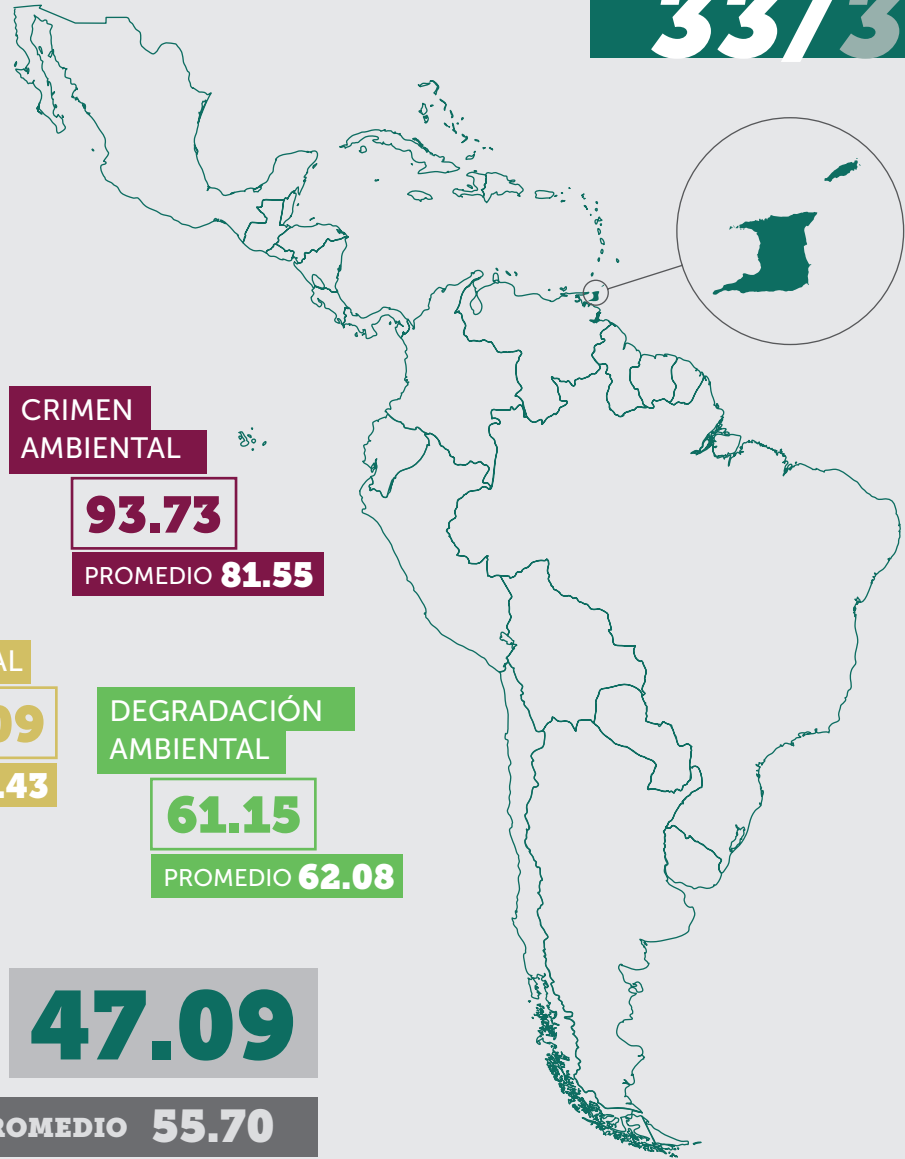 33/3
CRIMEN
AMBIENTAL
93.73
PROMEDIO 81.55
DEGRADACIÓN
AMBIENTAL
61.15
PROMEDIO 62.08
47.09
PROMEDIO 55.70